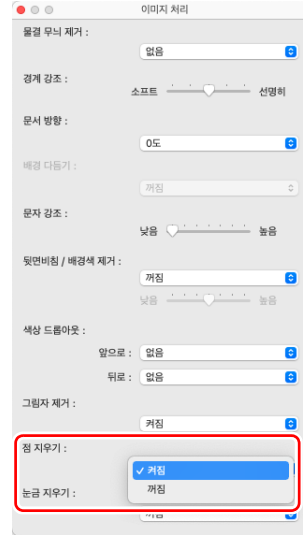 이미지 처리
물결 무늬 제거 :
없음
경계 강조 :
소프트 선명히
문서 방향 :
0도
배경 다듬기 :
꺼짐
문자 강조 :
낮음 높음
뒷면비침 / 배경색 제거 :
꺼짐
낮음 높음
색상 드롭아웃 :
앞으로 : 없음
뒤로 : 없음
그림자 제거 :
켜짐
점 지우기 :
✓ 켜짐
꺼짐
눈금 지우기 :